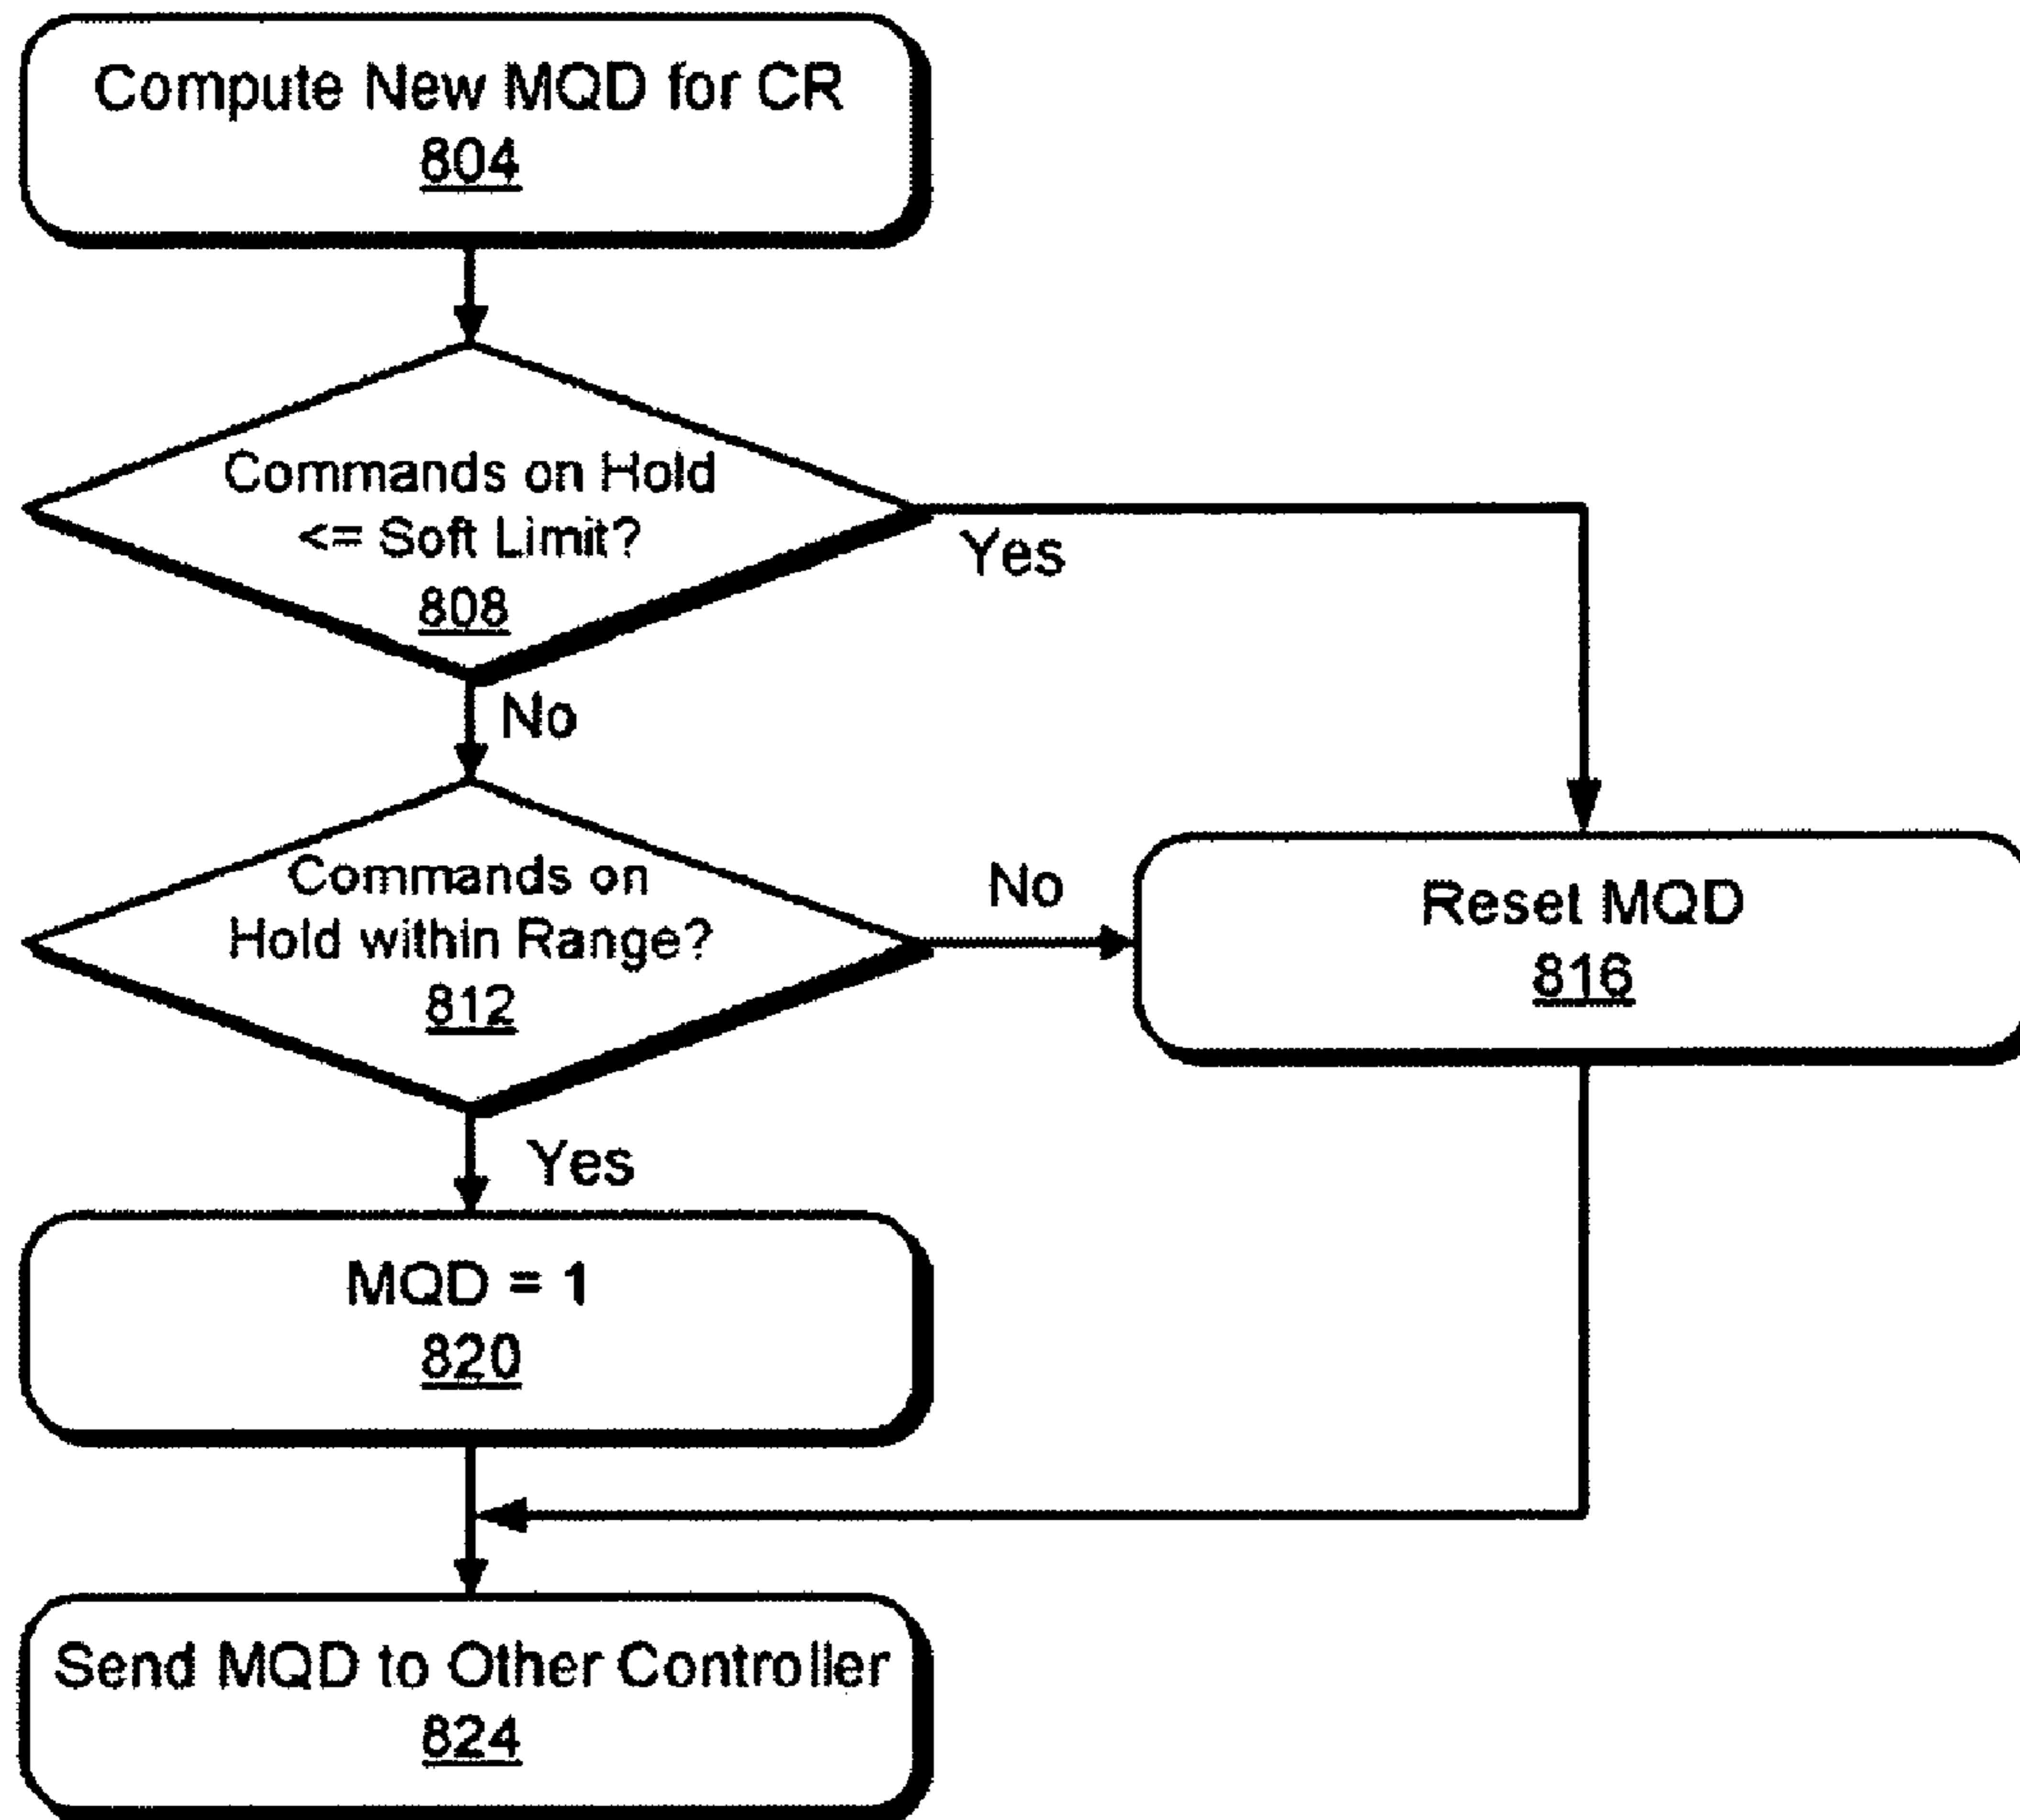 Compute New MQD for CR
804
Commands on Hold
<= Soft Limit?
808
Yes
No
Commands on
Hold within Range?
812
No
Reset MQD
816
Yes
MQD = 1
820
Send MQD to Other Controller
824